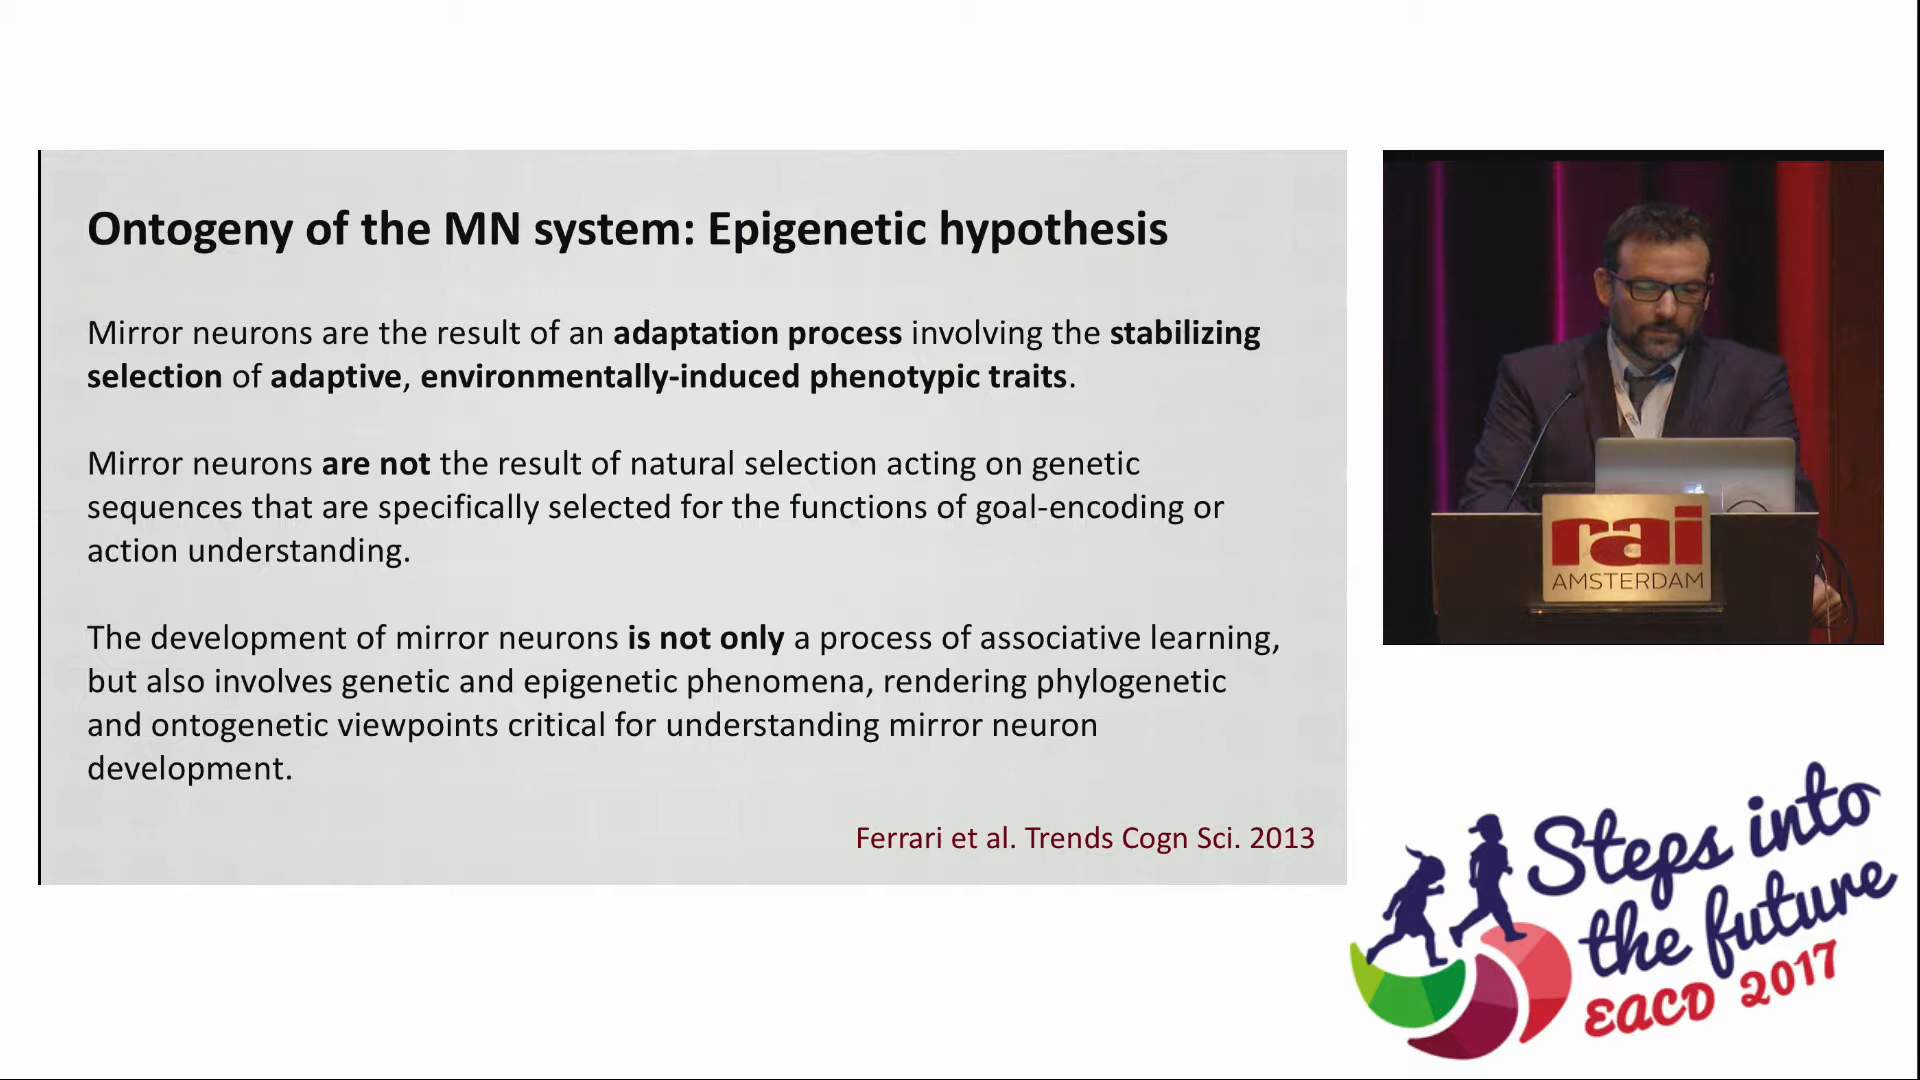 Ontogeny of the MN system: Epigenetic hypothesis
Mirror neurons are the result of an adaptation process involving the stabilizing
selection of adaptive, environmentally-induced phenotypic traits.
Mirror neurons are not the result of natural selection acting on genetic
sequences that are specifically selected for the functions of goal-encoding or
action understanding.
The development of mirror neurons is not only a process of associative learning,
but also involves genetic and epigenetic phenomena, rendering phylogenetic
and ontogenetic viewpoints critical for understanding mirror neuron
development.
Ferrari et al. Trends Cogn Sci. 2013
rai
AMSTERDAM
Steps into
the future
EACD 2017